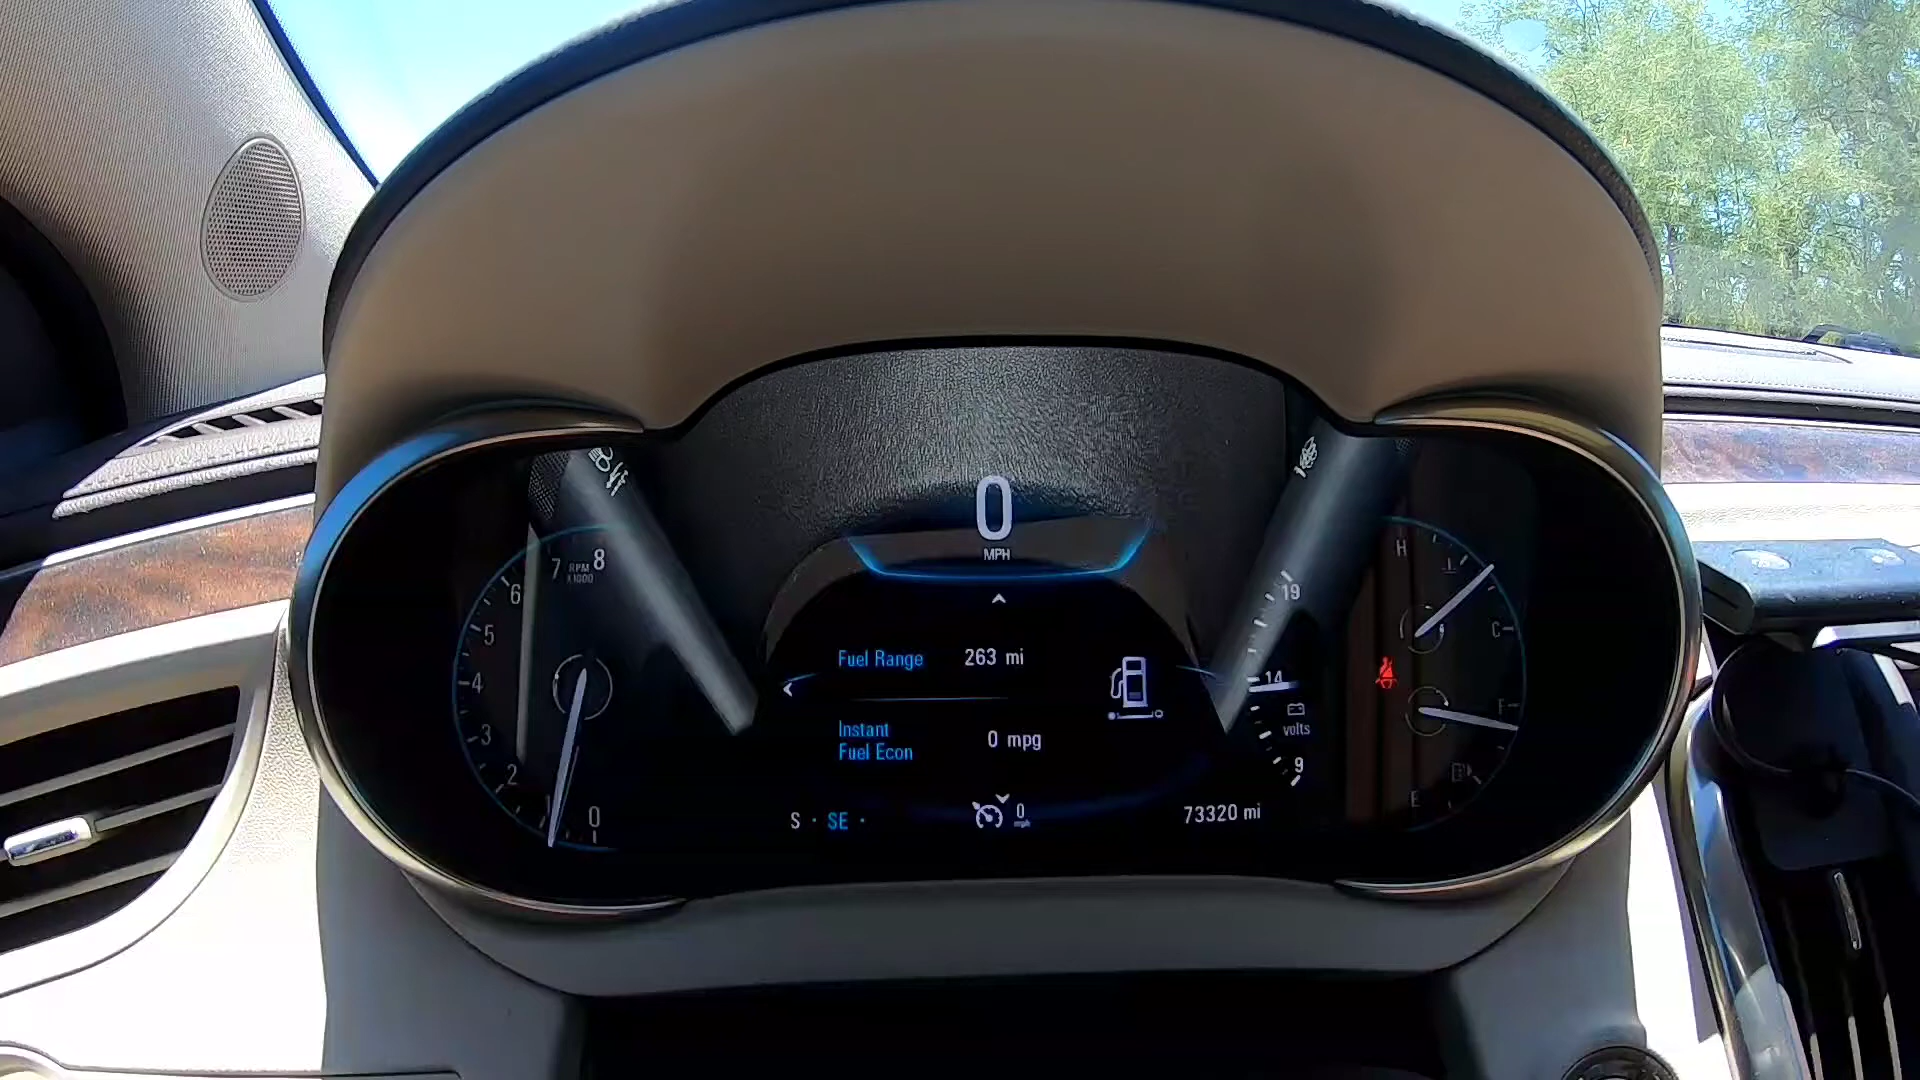 0
MPH
8
7
RPM
X1000
6
5
4
3
2
1
0
Fuel Range 263 mi
Instant
Fuel Econ 0 mpg
S · SE ·
0
mph
73320 mi
19
14
volts
9
H
C
F
E